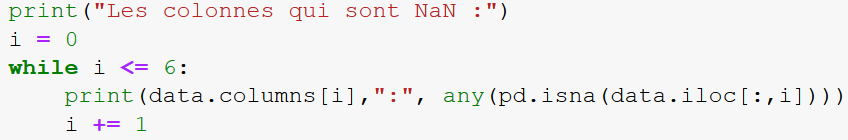 print("Les colonnes qui sont NaN :")
i = 0
while i <= 6:
    print(data.columns[i],":", any(pd.isna(data.iloc[:,i])))
    i += 1